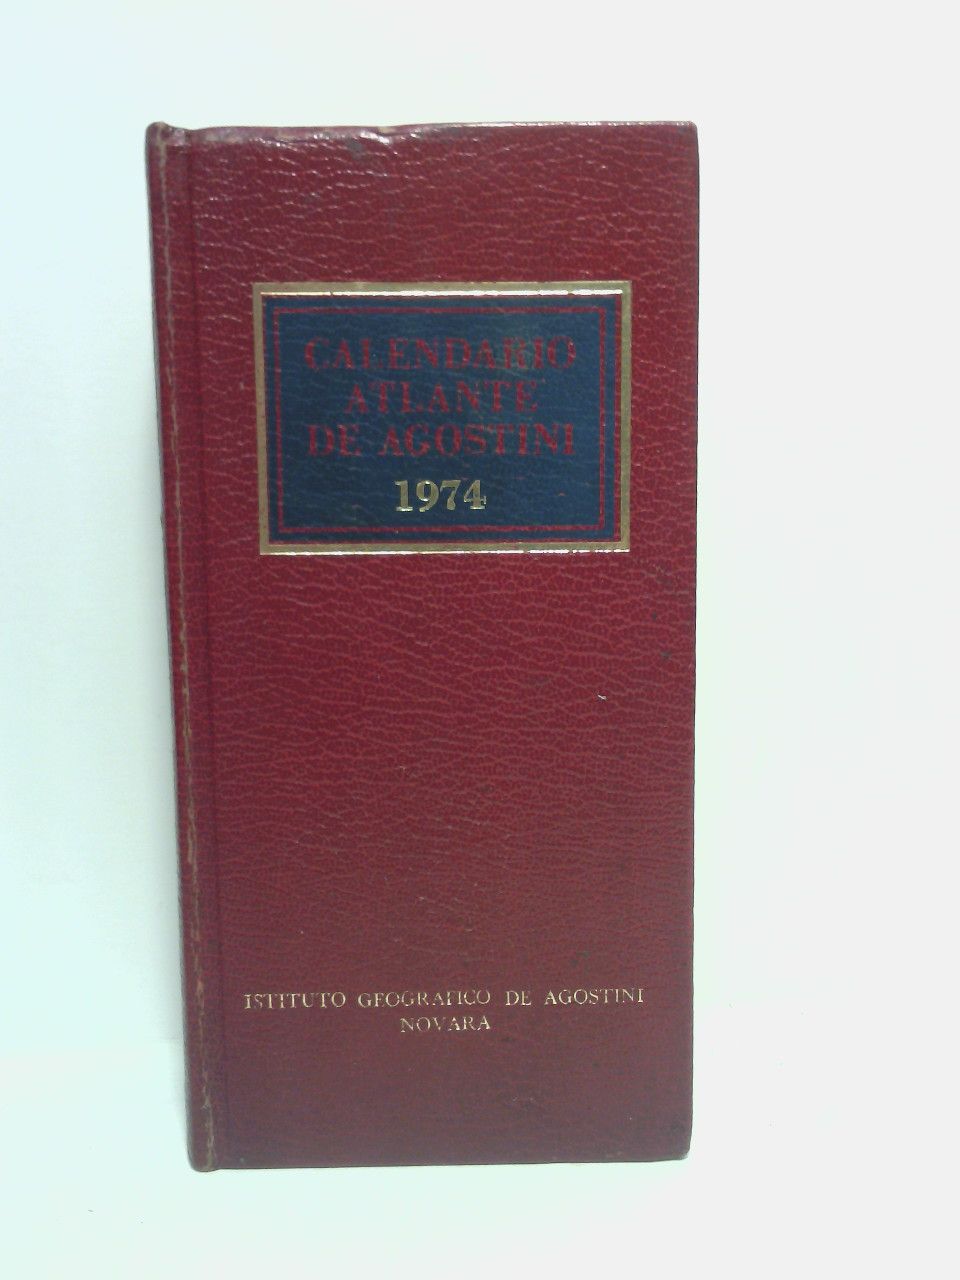 CALENDARIO
ATLANTE
DE AGOSTINI
1974
ISTITUTO GEOGRAFICO DE AGOSTINI
NOVARA